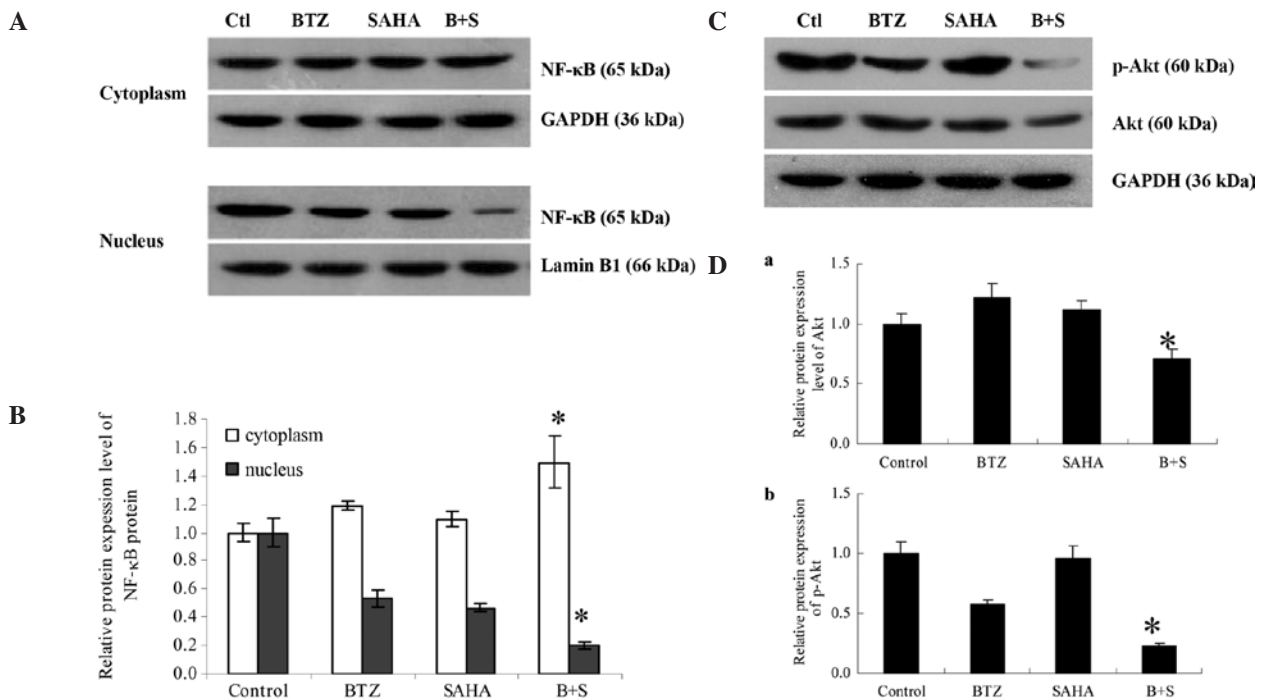 A
Ctl BTZ SAHA B+S
Cytoplasm
NF-κB (65 kDa)
GAPDH (36 kDa)
Nucleus
NF-κB (65 kDa)
Lamin B1 (66 kDa)
B
Relative protein expession level of
NF-κB protein
1.8
1.6
1.4
1.2
1.0
0.8
0.6
0.4
0.2
0.0
cytoplasm
nucleus
*
*
Control BTZ SAHA B+S
C
Ctl BTZ SAHA B+S
p-Akt (60 kDa)
Akt (60 kDa)
GAPDH (36 kDa)
D
a
Relative protein expression
level of Akt
1.5
1.0
0.5
0.0
*
Control BTZ SAHA B+S
b
Relative protein expression
of p-Akt
1.5
1.0
0.5
0.0
*
Control BTZ SAHA B+S